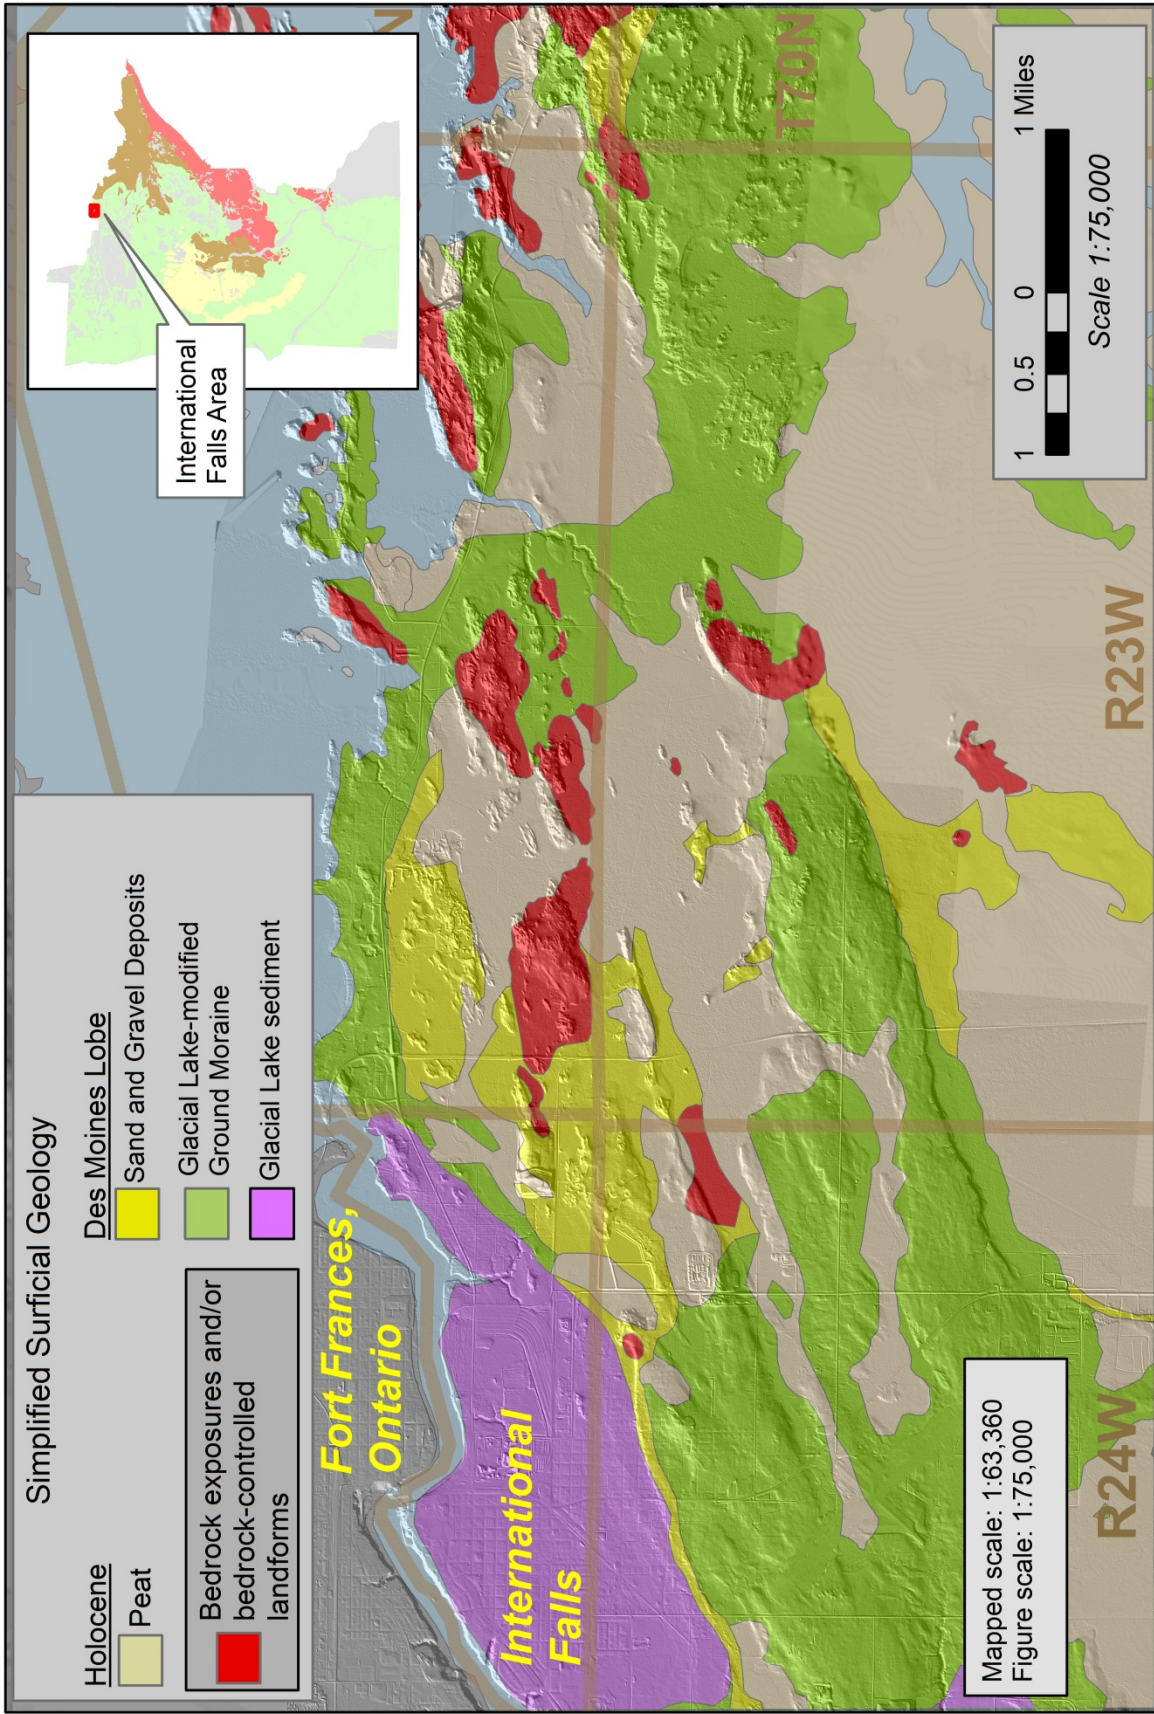 Simplified Surficial Geology
Holocene
Peat
Bedrock exposures and/or
bedrock-controlled
landforms
Des Moines Lobe
Sand and Gravel Deposits
Glacial Lake-modified
Ground Moraine
Glacial Lake sediment
International
Falls Area
N
Fort Frances,
Ontario
International
Falls
T70N
R24W
R23W
Mapped scale: 1:63,360
Figure scale: 1:75,000
1 0.5 0 1 Miles
Scale 1:75,000